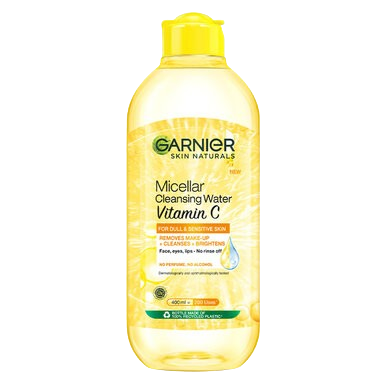 GARNIER
SKIN NATURALS
NEW
Micellar
Cleansing Water
Vitamin C
FOR DULL & SENSITIVE SKIN
REMOVES MAKE-UP
+ CLEANSES + BRIGHTENS
Face, eyes, lips - No rinse off
NO PERFUME, NO ALCOHOL
Dermatologically and ophthalmologically tested
400ml e
BOTTLE MADE OF
100% RECYCLED PLASTIC*